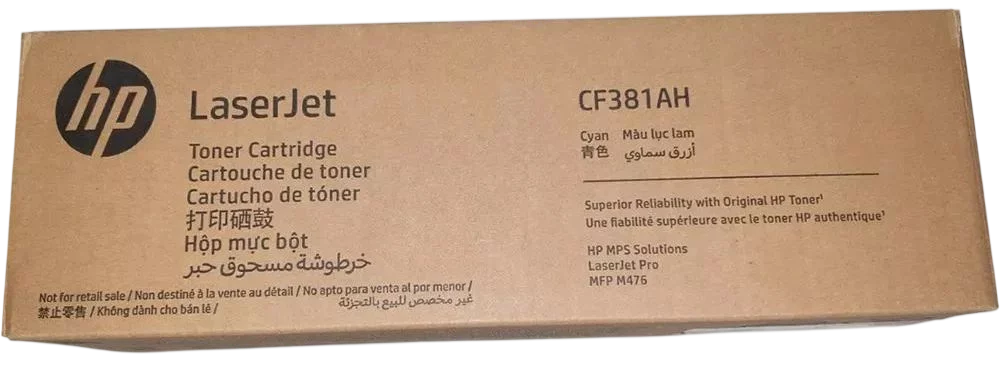 hp
LaserJet
Toner Cartridge
Cartouche de toner
Cartucho de tóner
打印硒鼓
Hộp mực bột
خرطوشة مسحوق حبر
Not for retail sale / Non destiné à la vente au détail / No apto para venta al por menor /
禁止零售 / Không dành cho bán lẻ / غير مخصص للبيع بالتجزئة
CF381AH
Cyan Màu lục lam
青色 أزرق سماوي
Superior Reliability with Original HP Toner¹
Une fiabilité supérieure avec le toner HP authentique¹
HP MPS Solutions
LaserJet Pro
MFP M476